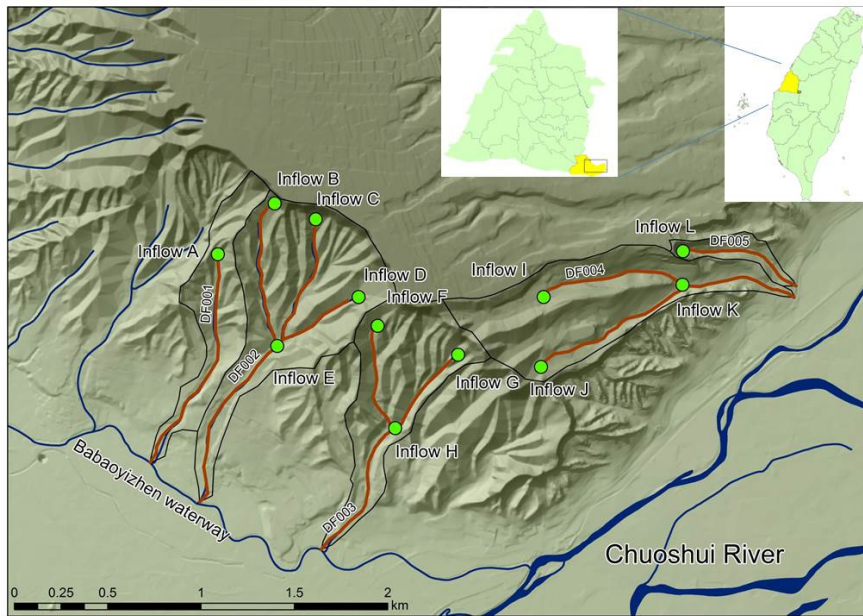 Inflow B
Inflow C
Inflow A
Inflow L
DF005
Inflow D
Inflow I
DF004
Inflow F
DF001
Inflow K
DF002
Inflow E
Inflow G
Inflow J
Inflow H
Babaoyizhen waterway
DF003
Chuoshui River
0 0.25 0.5 1 1.5 2
km